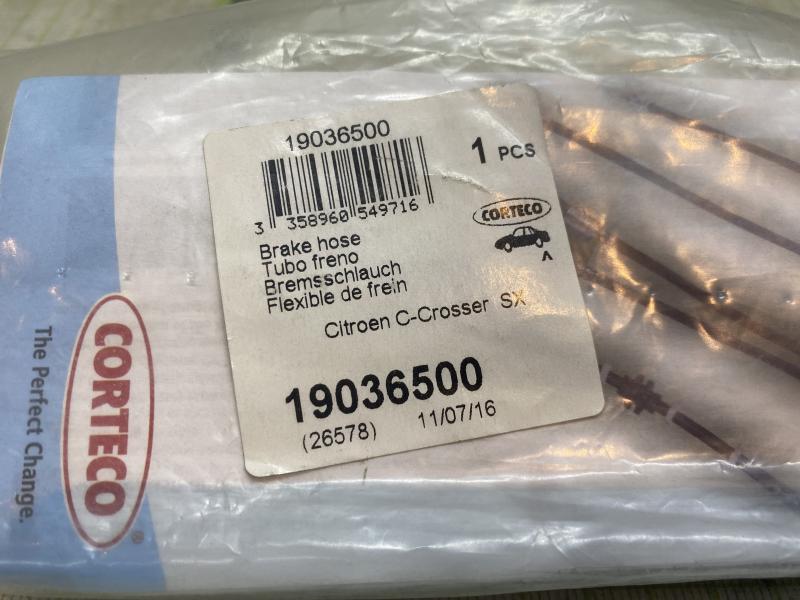 19036500
1 PCS
3 358960 549716
CORTECO
Brake hose
Tubo freno
Bremsschlauch
Flexible de frein
Citroen C-Crosser SX
19036500
(26578) 11/07/16
CORTECO®
The Perfect Change.